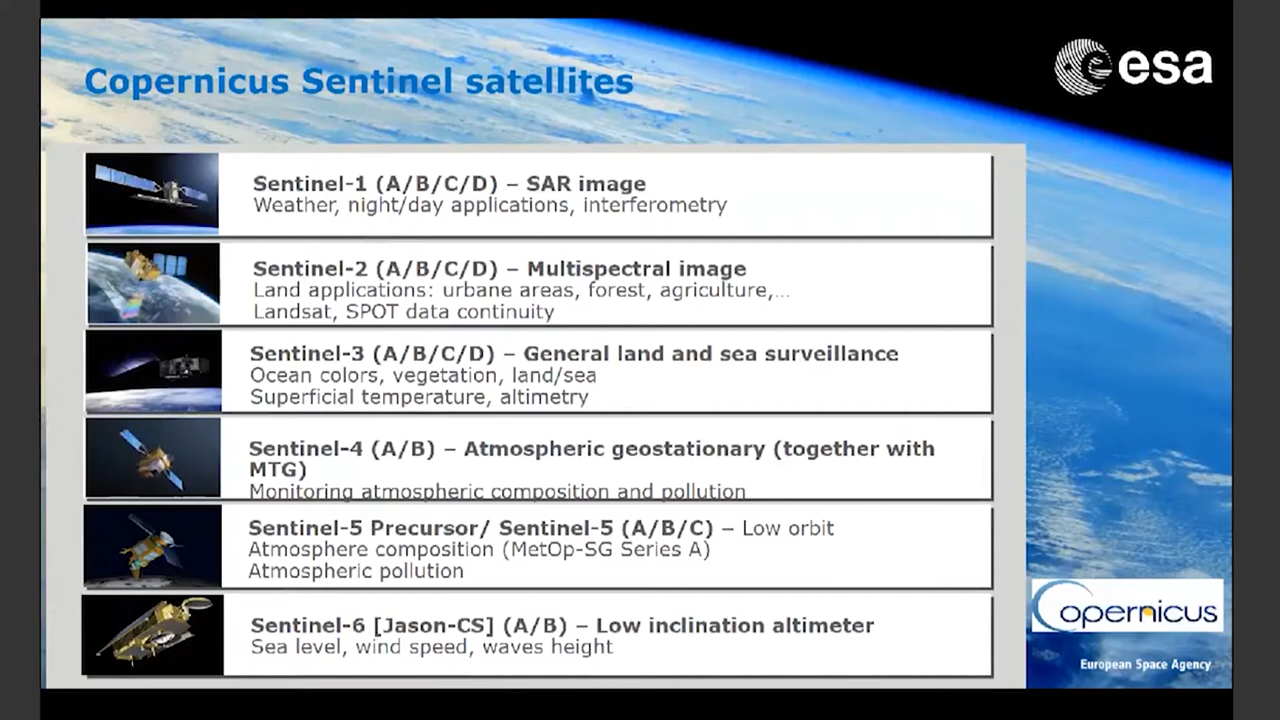 Copernicus Sentinel satellites
esa
Sentinel-1 (A/B/C/D) – SAR image
Weather, night/day applications, interferometry
Sentinel-2 (A/B/C/D) – Multispectral image
Land applications: urbane areas, forest, agriculture,…
Landsat, SPOT data continuity
Sentinel-3 (A/B/C/D) – General land and sea surveillance
Ocean colors, vegetation, land/sea
Superficial temperature, altimetry
Sentinel-4 (A/B) – Atmospheric geostationary (together with
MTG)
Monitoring atmospheric composition and pollution
Sentinel-5 Precursor/ Sentinel-5 (A/B/C) – Low orbit
Atmosphere composition (MetOp-SG Series A)
Atmospheric pollution
Sentinel-6 [Jason-CS] (A/B) – Low inclination altimeter
Sea level, wind speed, waves height
Copernicus
European Space Agency